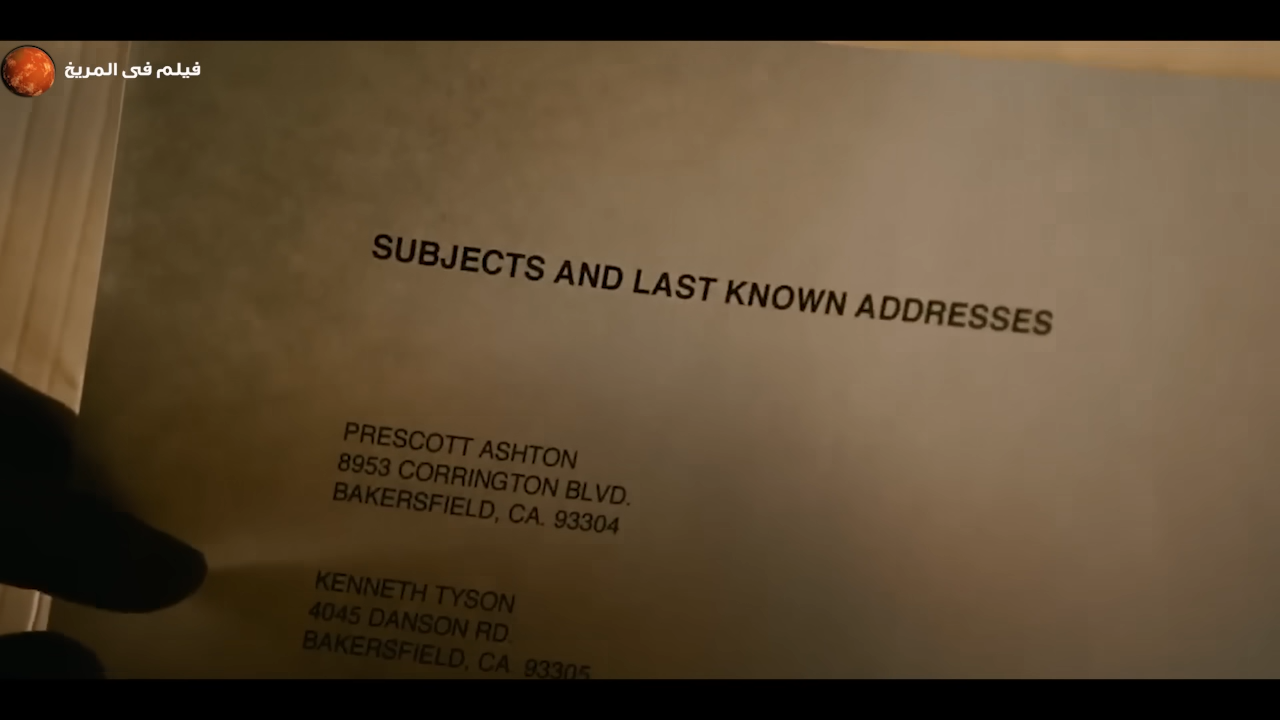 فيلم فى المريخ
SUBJECTS AND LAST KNOWN ADDRESSES
PRESCOTT ASHTON
8953 CORRINGTON BLVD.
BAKERSFIELD, CA. 93304
KENNETH TYSON
4045 DANSON RD.
BAKERSFIELD, CA 93305